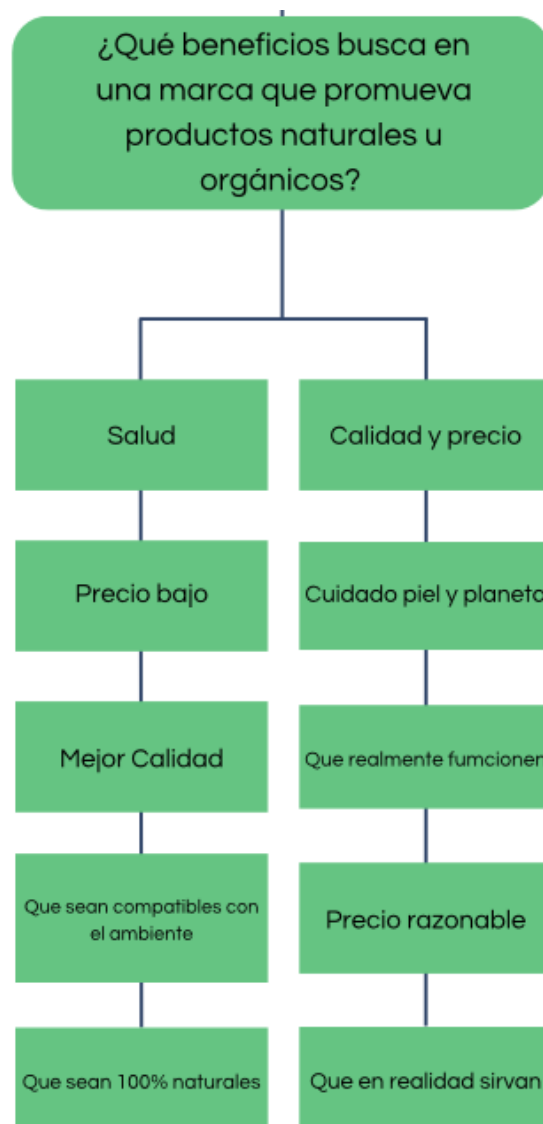 ¿Qué beneficios busca en
una marca que promueva
productos naturales u
orgánicos?
Salud
Precio bajo
Mejor Calidad
Que sean compatibles con
el ambiente
Que sean 100% naturales
Calidad y precio
Cuidado piel y planeta
Que realmente fumcionen
Precio razonable
Que en realidad sirvan